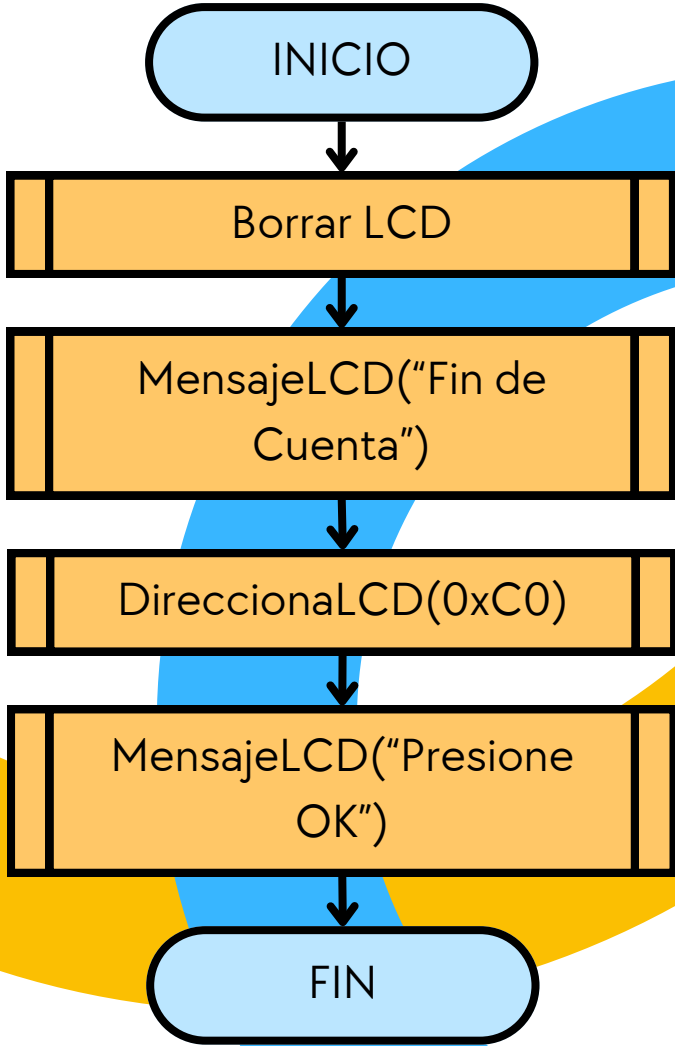 INICIO
Borrar LCD
MensajeLCD(“Fin de
Cuenta”)
DireccionaLCD(0xC0)
MensajeLCD(“Presione
OK”)
FIN